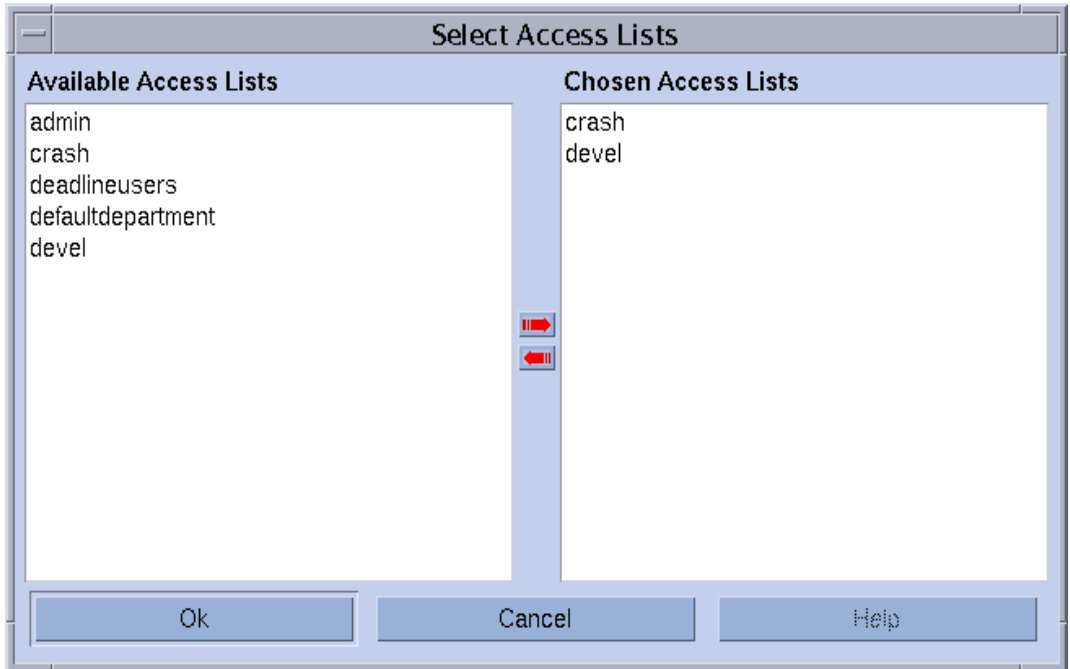 Select Access Lists
Available Access Lists
admin
crash
deadlineusers
defaultdepartment
devel
Chosen Access Lists
crash
devel
Ok
Cancel
Help